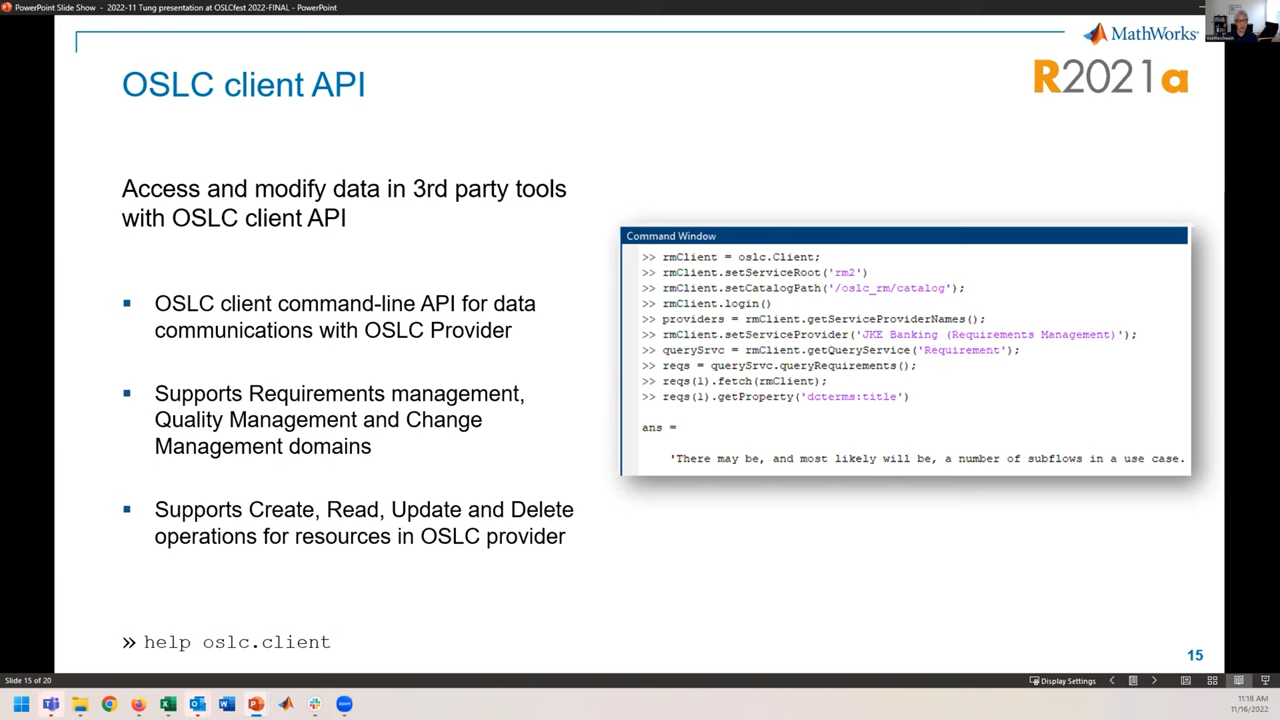 PowerPoint Slide Show - 2022-11 Tung presentation at OSLCfest 2022-FINAL - PowerPoint
MathWorks
R2021a
OSLC client API
Access and modify data in 3rd party tools
with OSLC client API
▪ OSLC client command-line API for data
communications with OSLC Provider
▪ Supports Requirements management,
Quality Management and Change
Management domains
▪ Supports Create, Read, Update and Delete
operations for resources in OSLC provider
Command Window
>> rmClient = oslc.Client;
>> rmClient.setServiceRoot('rm2')
>> rmClient.setCatalogPath('/oslc_rm/catalog');
>> rmClient.login()
>> providers = rmClient.getServiceProviderNames();
>> rmClient.setServiceProvider('JKE Banking (Requirements Management)');
>> querySrvc = rmClient.getQueryService('Requirement');
>> reqs = querySrvc.queryRequirements();
>> reqs(1).fetch(rmClient);
>> reqs(1).getProperty('dcterms:title')
ans =
'There may be, and most likely will be, a number of subflows in a use case.
>> help oslc.client
15
Slide 15 of 20
Display Settings
11:18 AM
11/16/2022